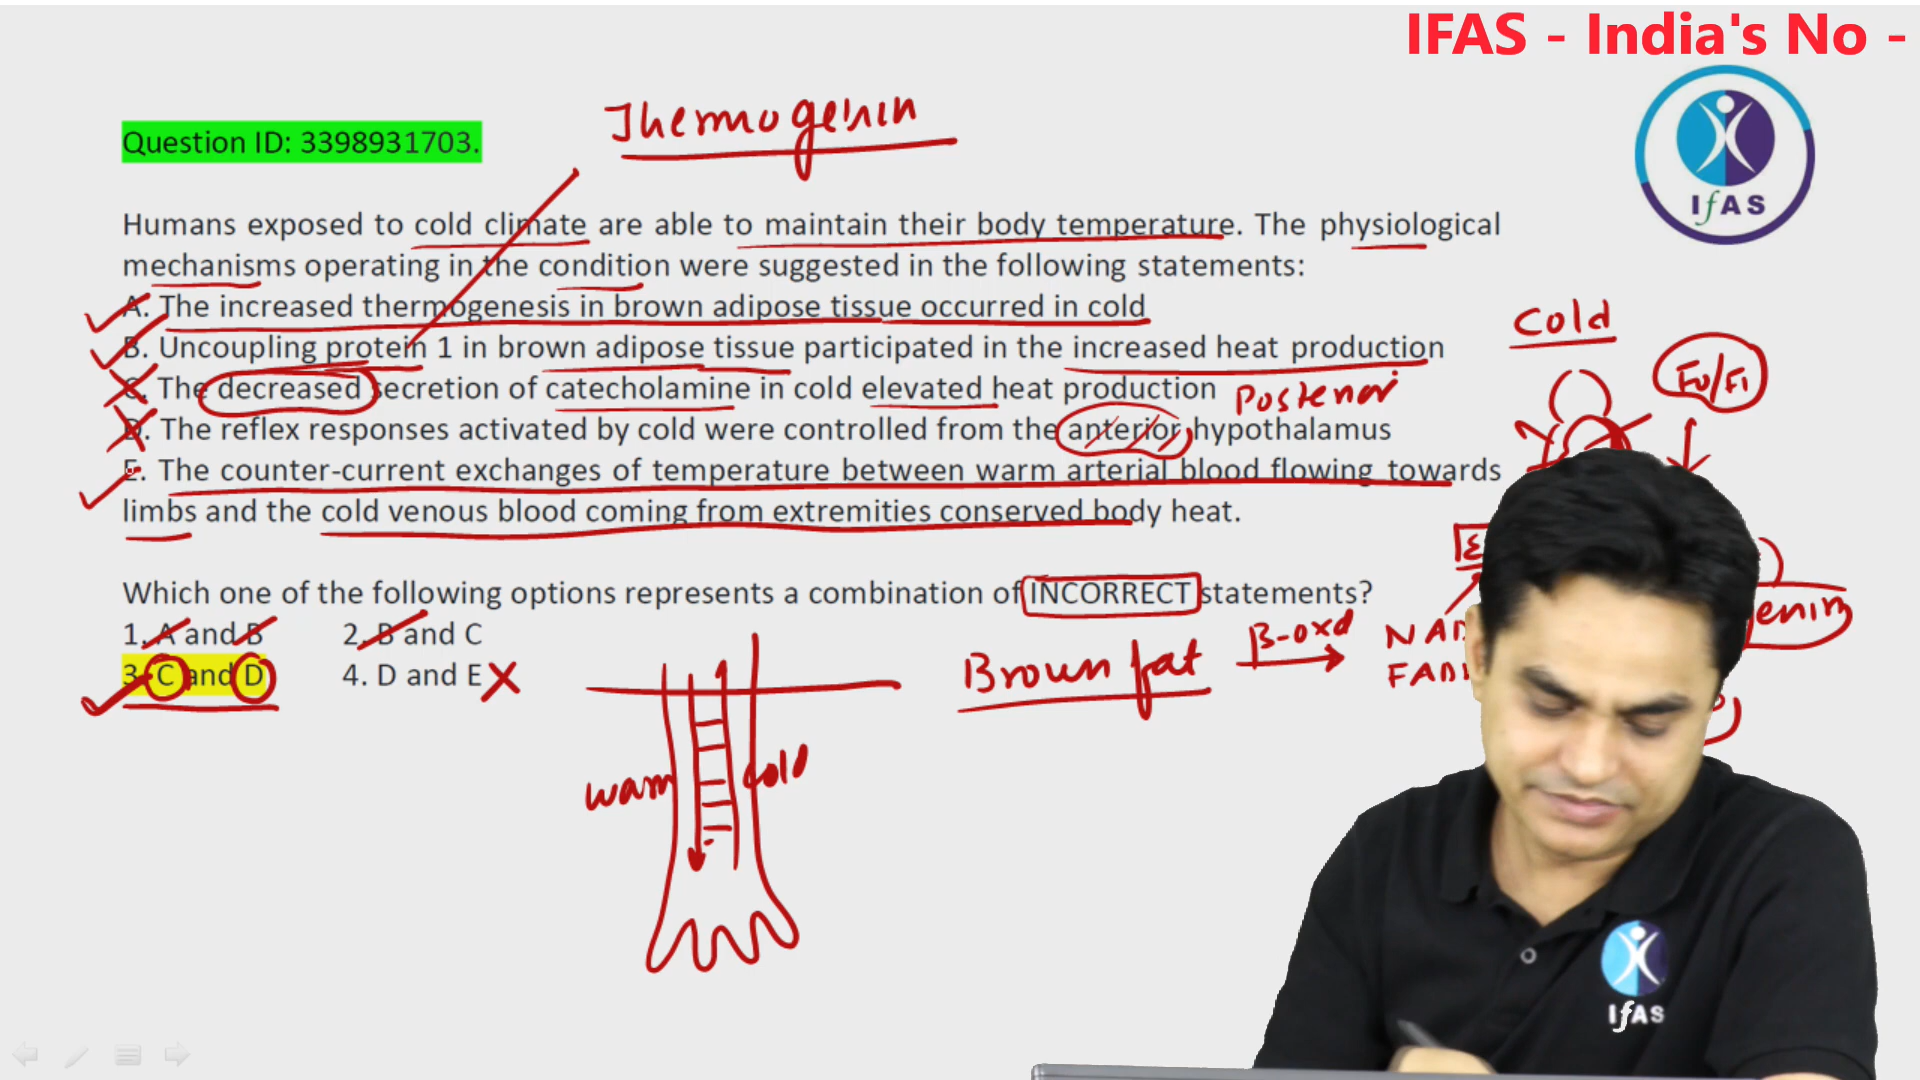 IFAS - India's No -
Thermogenin
IfAS
Question ID: 3398931703.
Humans exposed to cold climate are able to maintain their body temperature. The physiological
mechanisms operating in the condition were suggested in the following statements:
A. The increased thermogenesis in brown adipose tissue occurred in cold
B. Uncoupling protein 1 in brown adipose tissue participated in the increased heat production
C. The decreased secretion of catecholamine in cold elevated heat production
Posterior
D. The reflex responses activated by cold were controlled from the anterior hypothalamus
E. The counter-current exchanges of temperature between warm arterial blood flowing towards
limbs and the cold venous blood coming from extremities conserved body heat.
Cold
F0/F1
Which one of the following options represents a combination of INCORRECT statements?
1. A and B 2. B and C
3. C and D 4. D and E
Brown fat β-oxd
warm cold
IfAS